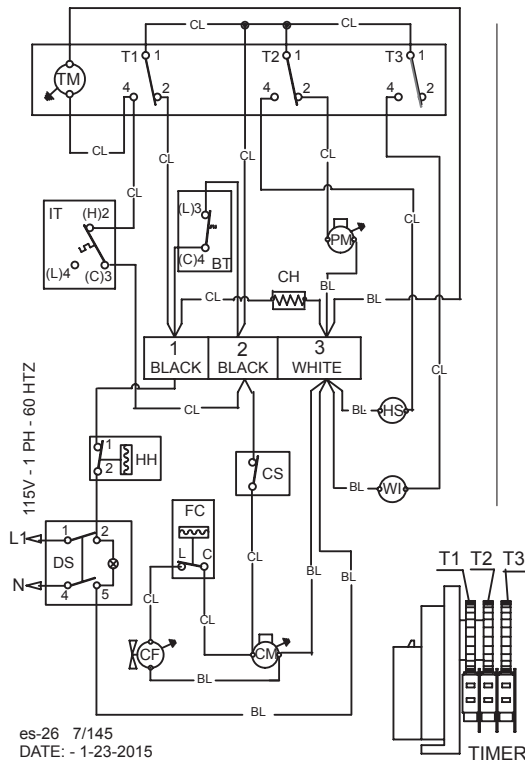 CL CL
TM T1 1 T2 1 T3 1
4 2 4 2 4 2
CL CL CL
CL CL CL CL
IT (H)2 (L)3 PM
(L)4 (C)3 (C)4 BT
CL CH BL BL
1 2 3
BLACK BLACK WHITE
CL CL
115V - 1 PH - 60 HTZ
BL HS
1 HH
2
CS
BL WI
L1 1 2
DS
N 4 5
FC
L C
CL CL CL BL BL
CF CM
BL
BL
T1 T2 T3
TIMER
es-26 7/145
DATE: - 1-23-2015